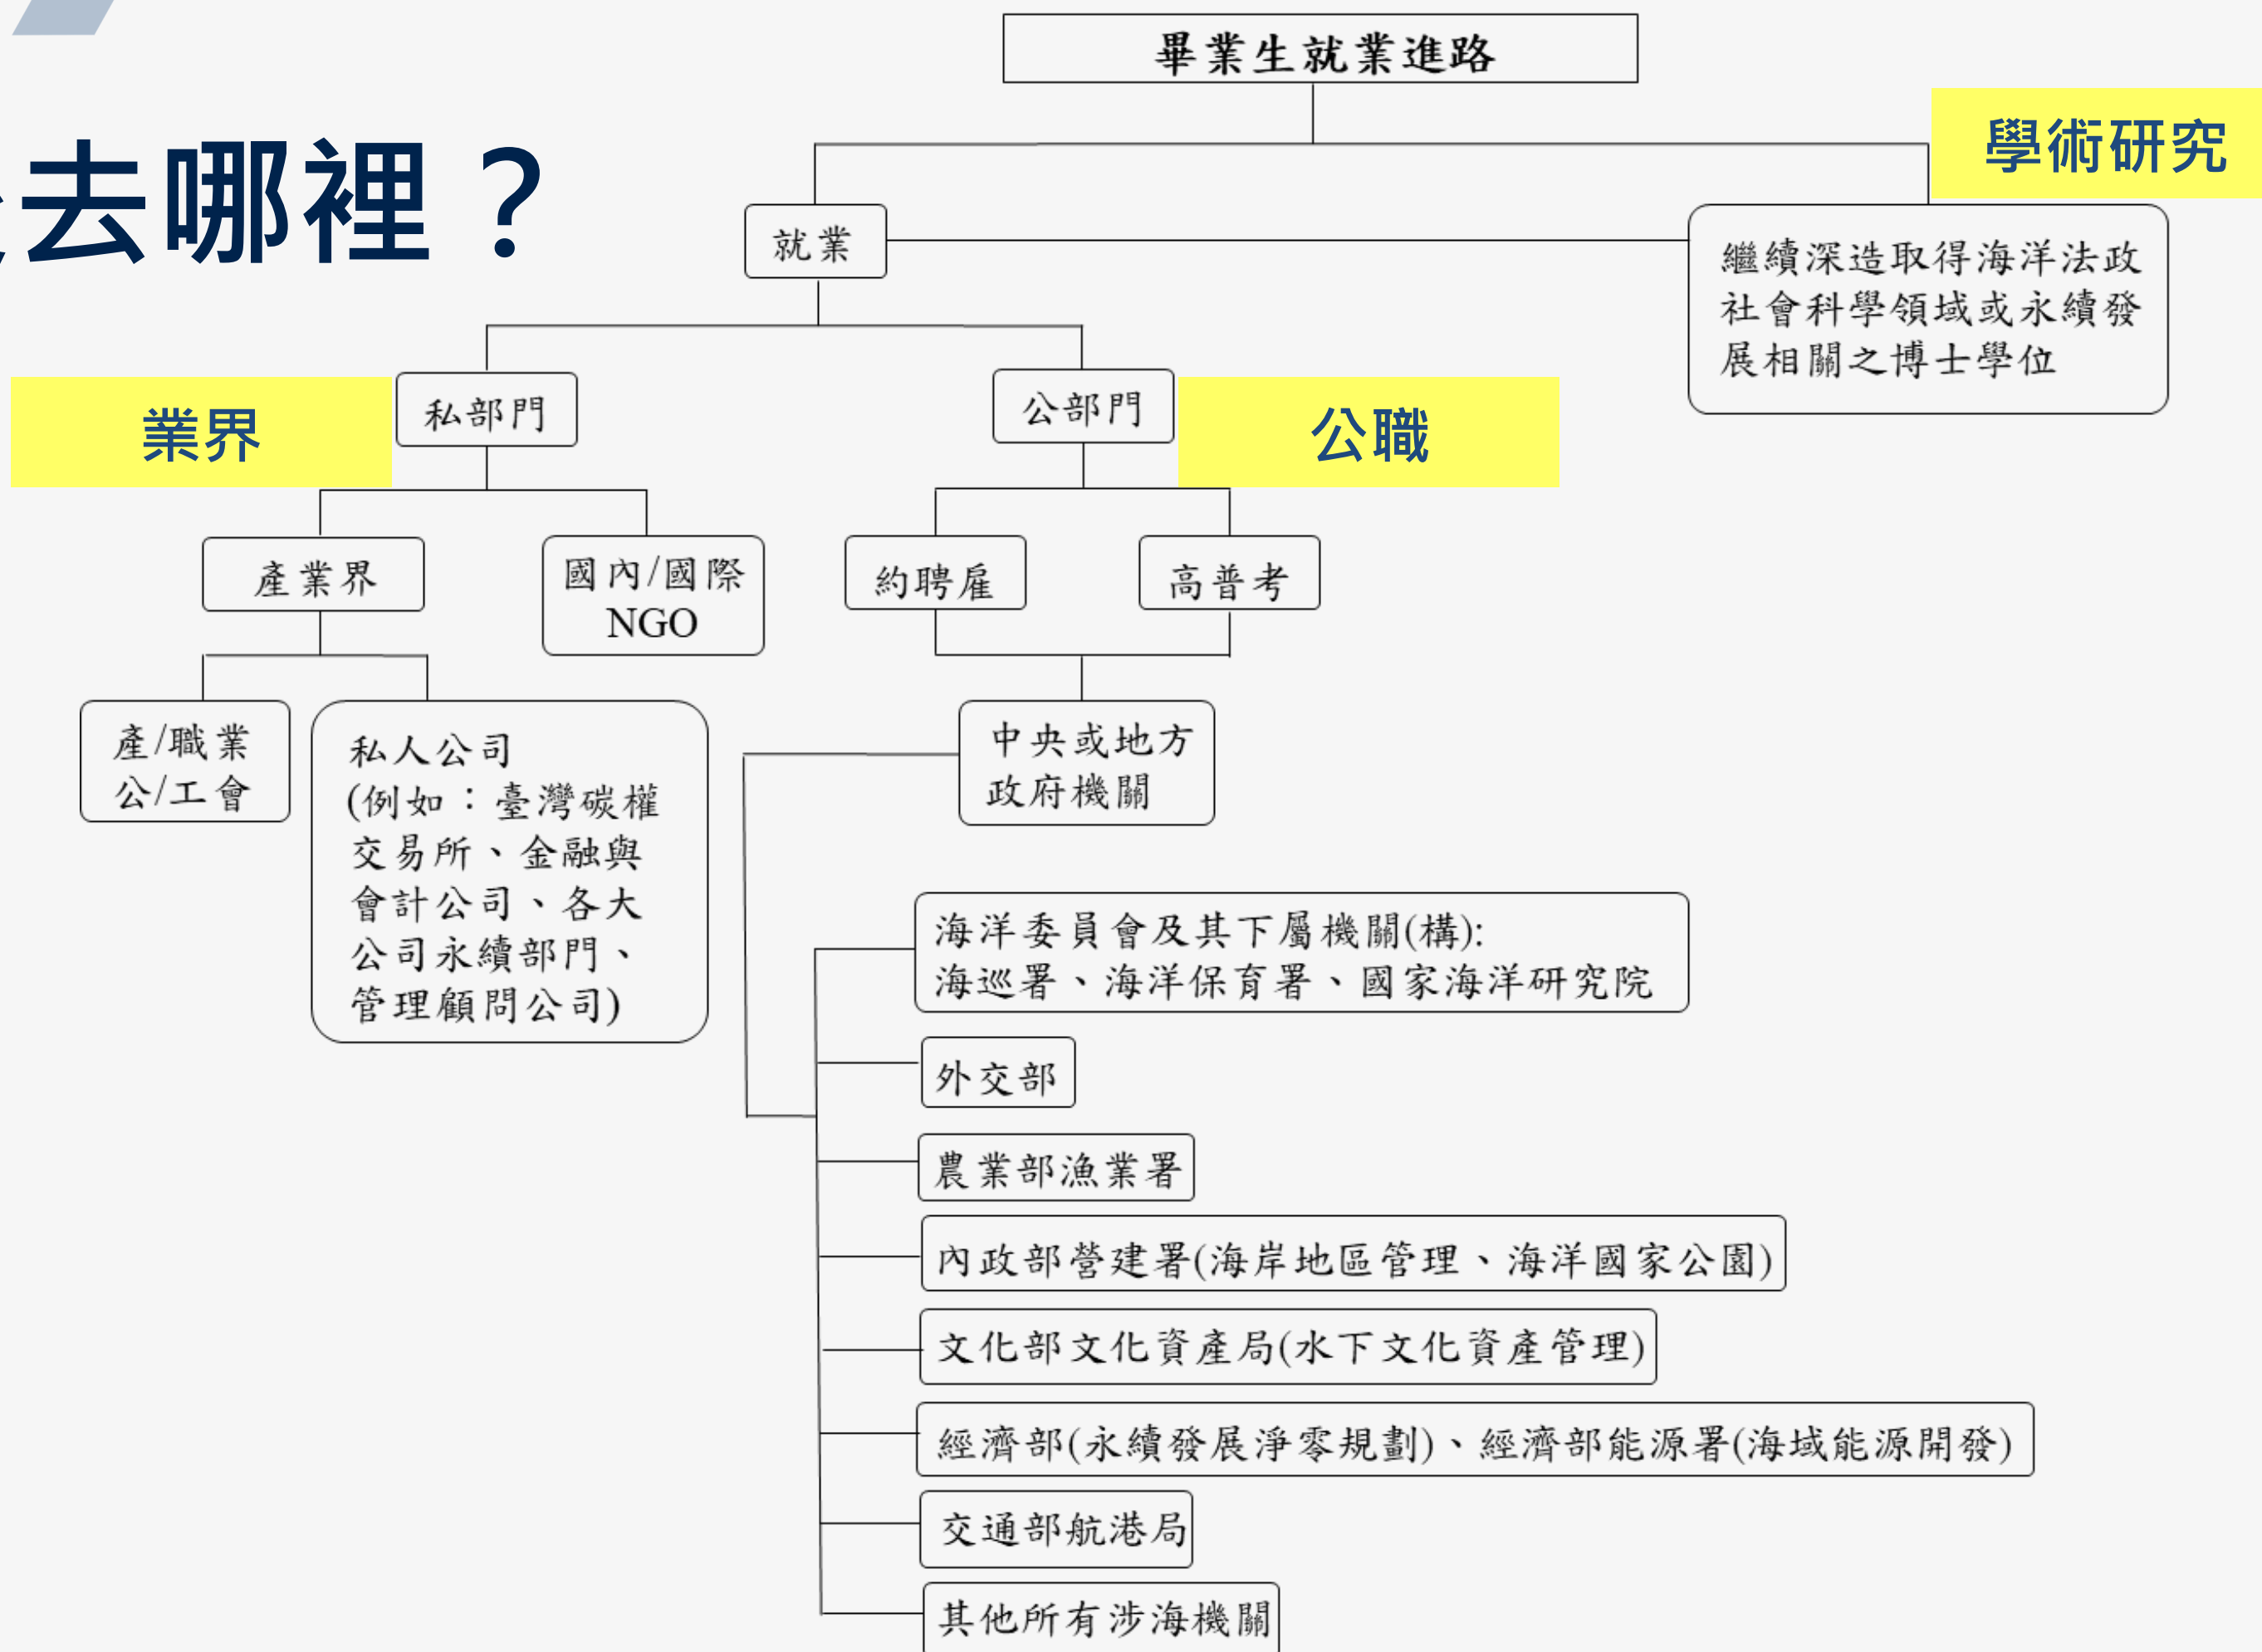 畢業生就業進路
去哪裡？
學術研究
就業
繼續深造取得海洋法政
社會科學領域或永續發
展相關之博士學位
業界
私部門
公部門
公職
產業界
國內/國際
NGO
約聘雇
高普考
產/職業
公/工會
私人公司
(例如：臺灣碳權
交易所、金融與
會計公司、各大
公司永續部門、
管理顧問公司)
中央或地方
政府機關
海洋委員會及其下屬機關(構):
海巡署、海洋保育署、國家海洋研究院
外交部
農業部漁業署
內政部營建署(海岸地區管理、海洋國家公園)
文化部文化資產局(水下文化資產管理)
經濟部(永續發展淨零規劃)、經濟部能源署(海域能源開發)
交通部航港局
其他所有涉海機關